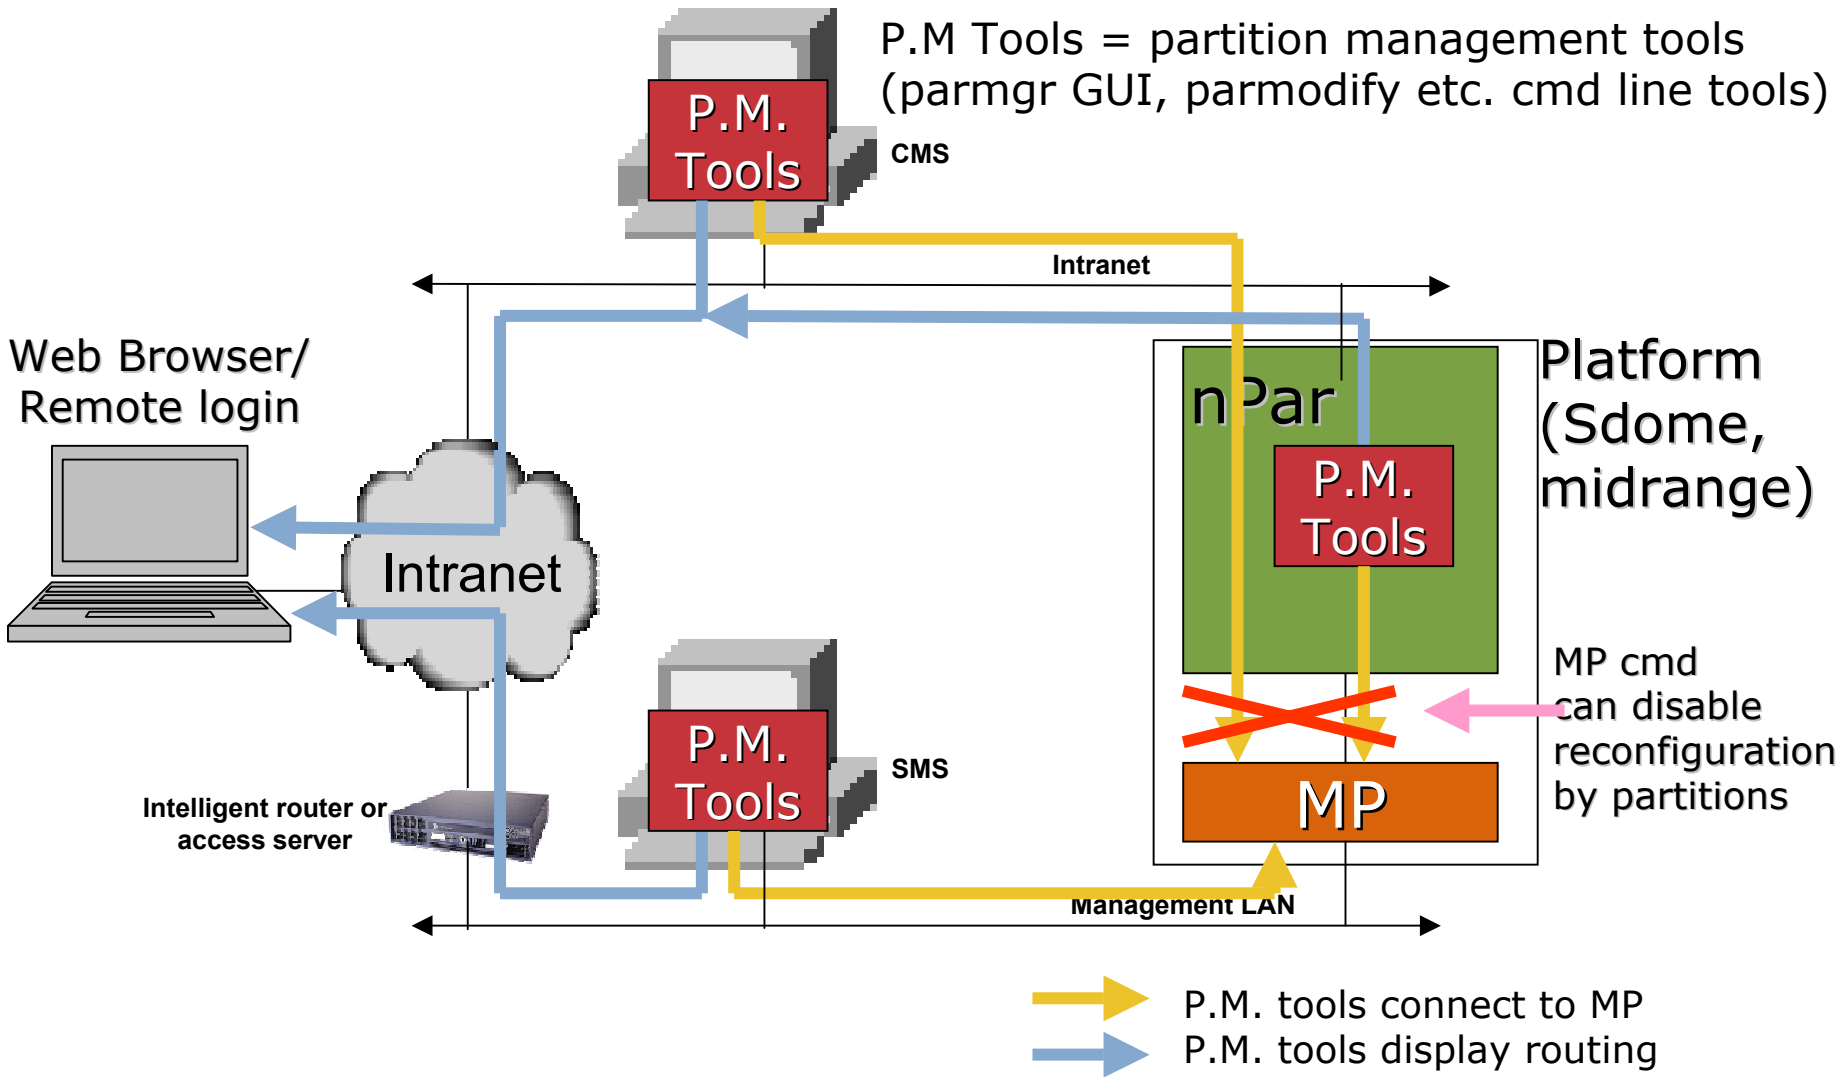 P.M Tools = partition management tools
(parmgr GUI, parmodify etc. cmd line tools)
P.M.
Tools
CMS
Intranet
Web Browser/
Remote login
nPar
Platform
(Sdome,
midrange)
P.M.
Tools
Intranet
MP cmd
can disable
reconfiguration
by partitions
P.M.
Tools
SMS
MP
Intelligent router or
access server
Management LAN
P.M. tools connect to MP
P.M. tools display routing